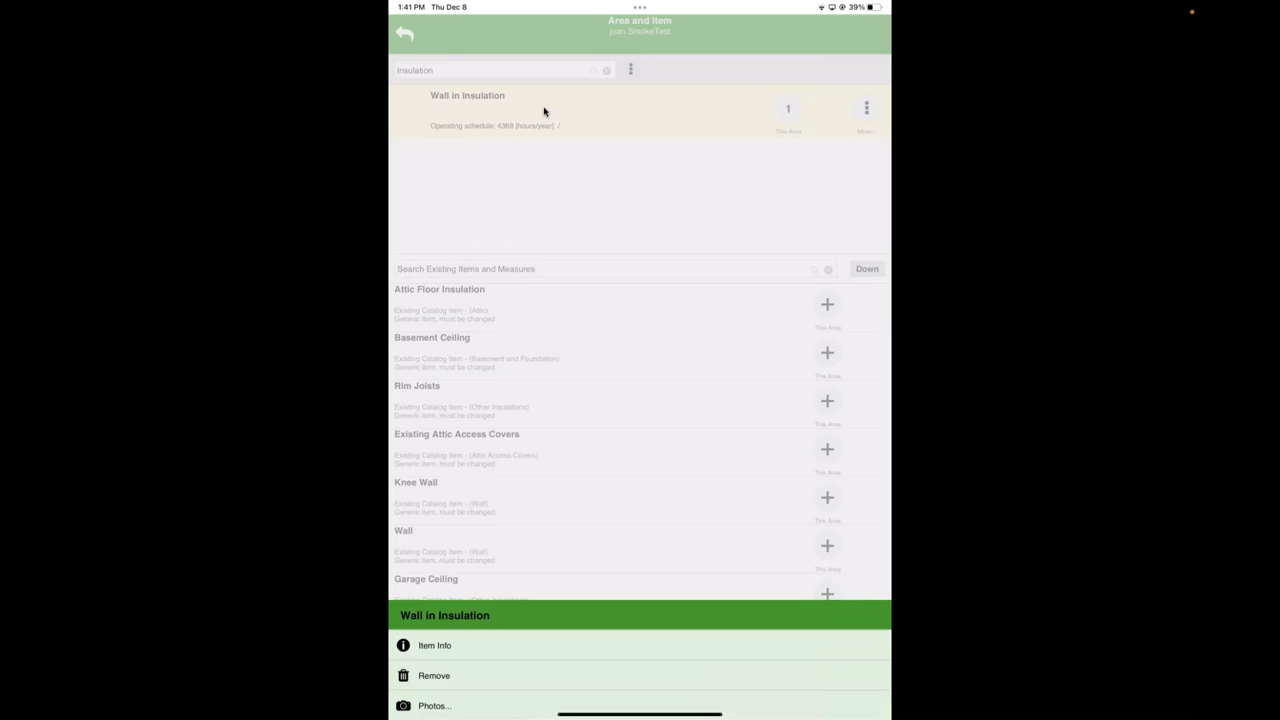 1:41 PM Thu Dec 8
39%
Area and Item
juan SmokeTest
Insulation
Wall in Insulation
Operating schedule: 4368 [hours/year]. /
1
This Area
More...
Search Existing Items and Measures
Down
Attic Floor Insulation
Existing Catalog Item - (Attic)
Generic item, must be changed
This Area
Basement Ceiling
Existing Catalog Item - (Basement and Foundation)
Generic item, must be changed
This Area
Rim Joists
Existing Catalog Item - (Other Insulations)
Generic item, must be changed
This Area
Existing Attic Access Covers
Existing Catalog Item - (Attic Access Covers)
Generic item, must be changed
This Area
Knee Wall
Existing Catalog Item - (Wall)
Generic item, must be changed
This Area
Wall
Existing Catalog Item - (Wall)
Generic item, must be changed
This Area
Garage Ceiling
Wall in Insulation
Item Info
Remove
Photos...